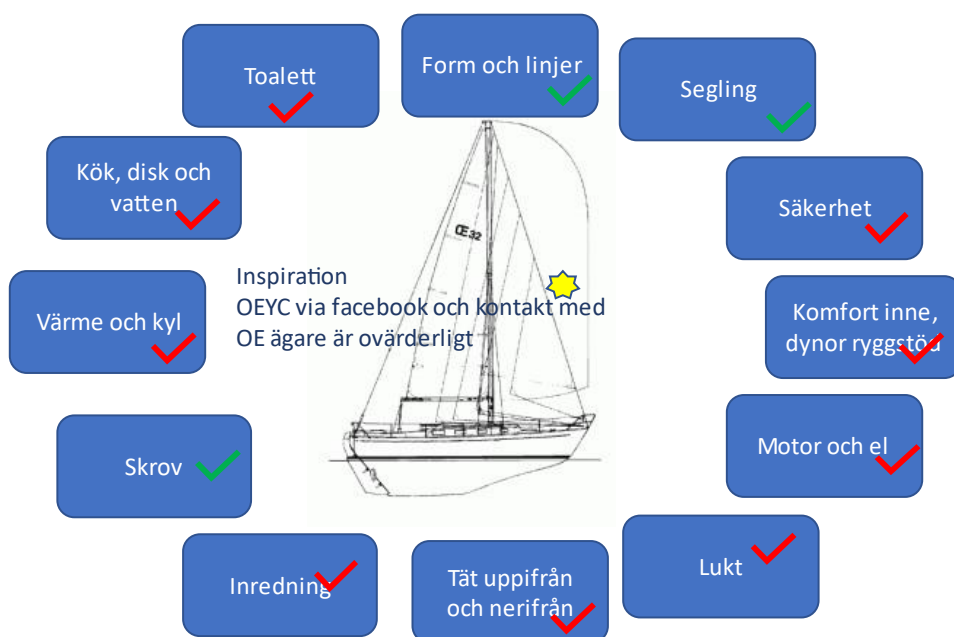 Toalett
Form och linjer
Segling
Kök, disk och
vatten
Säkerhet
OE32
Inspiration
OEYC via facebook och kontakt med
OE ägare är ovärderligt
Värme och kyl
Komfort inne,
dynor ryggstöd
Skrov
Motor och el
Inredning
Tät uppifrån
och nerifrån
Lukt